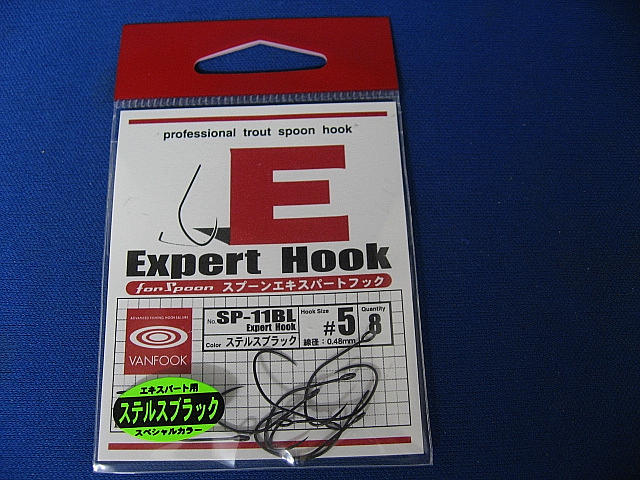 professional trout spoon hook
E
Expert Hook
for Spoon スプーンエキスパートフック
No. SP-11BL
Expert Hook
Color ステルスブラック
Hook Size
#5
線径：0.48mm
Quantity
8
VANFOOK
エキスパート用
ステルスブラック
スペシャルカラー